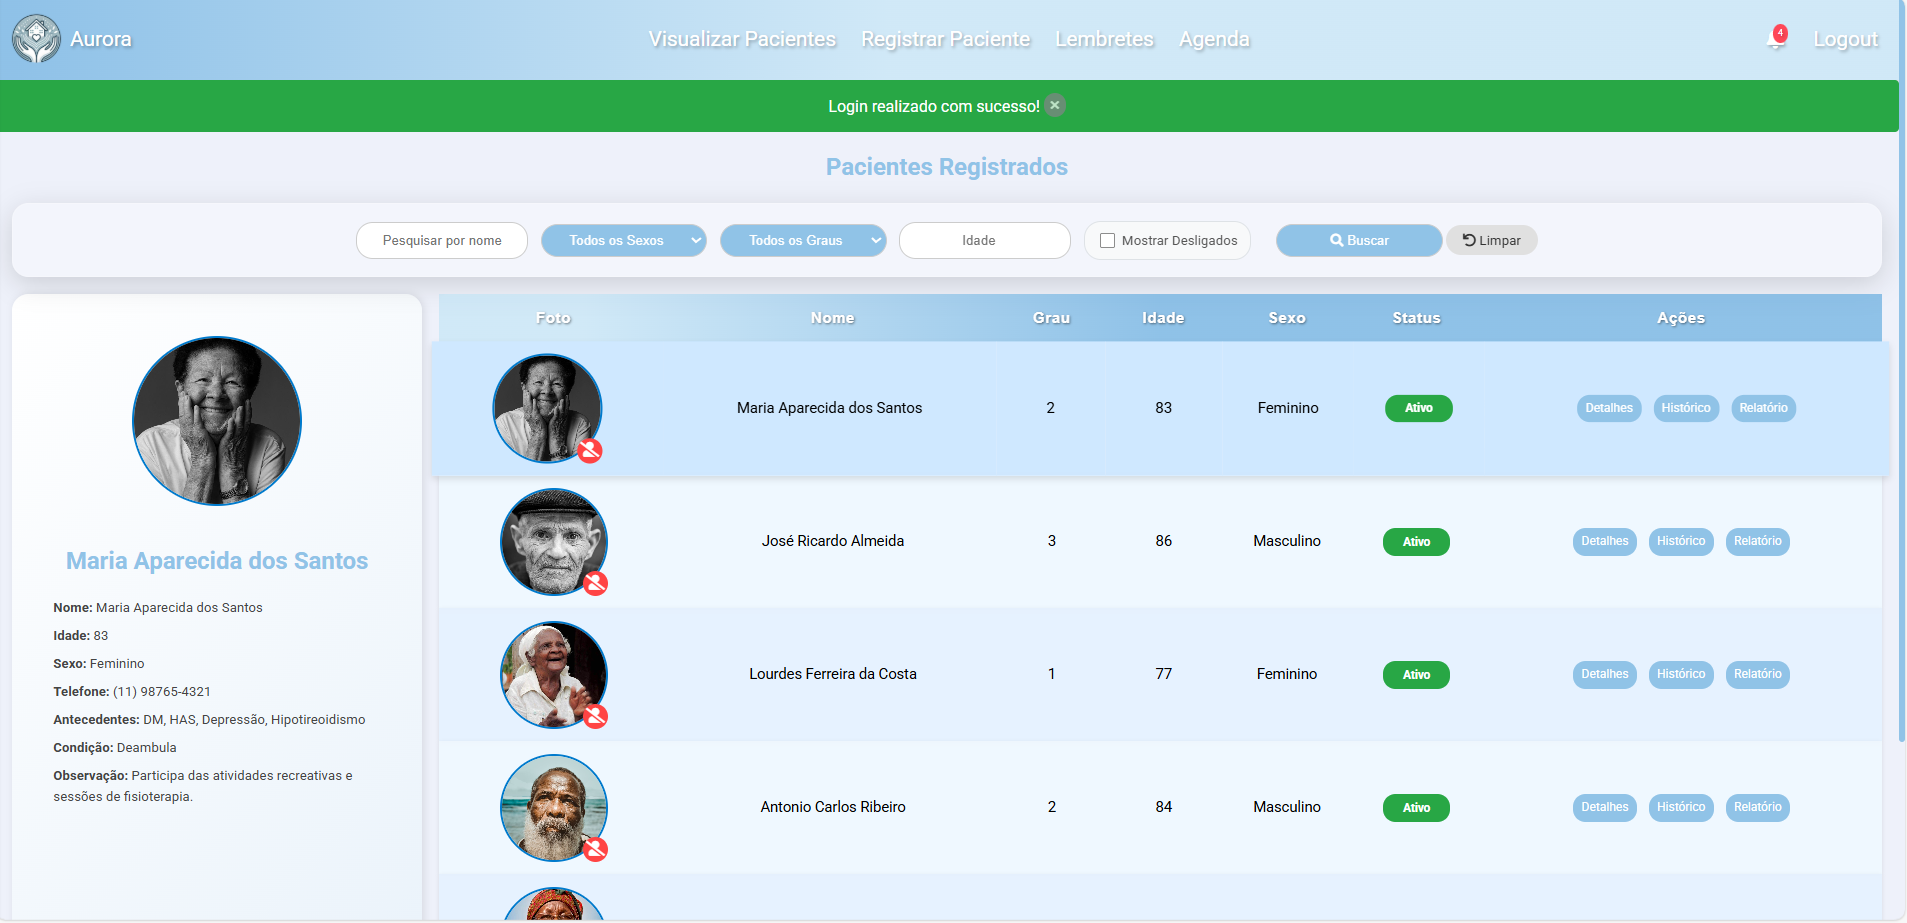 Aurora
Visualizar Pacientes Registrar Paciente Lembretes Agenda
4
Logout
Login realizado com sucesso!
Pacientes Registrados
Pesquisar por nome Todos os Sexos Todos os Graus Idade Mostrar Desligados Buscar Limpar
Maria Aparecida dos Santos
Nome: Maria Aparecida dos Santos
Idade: 83
Sexo: Feminino
Telefone: (11) 98765-4321
Antecedentes: DM, HAS, Depressão, Hipotireoidismo
Condição: Deambula
Observação: Participa das atividades recreativas e
sessões de fisioterapia.
Foto Nome Grau Idade Sexo Status Ações
Maria Aparecida dos Santos 2 83 Feminino Ativo Detalhes Histórico Relatório
José Ricardo Almeida 3 86 Masculino Ativo Detalhes Histórico Relatório
Lourdes Ferreira da Costa 1 77 Feminino Ativo Detalhes Histórico Relatório
Antonio Carlos Ribeiro 2 84 Masculino Ativo Detalhes Histórico Relatório